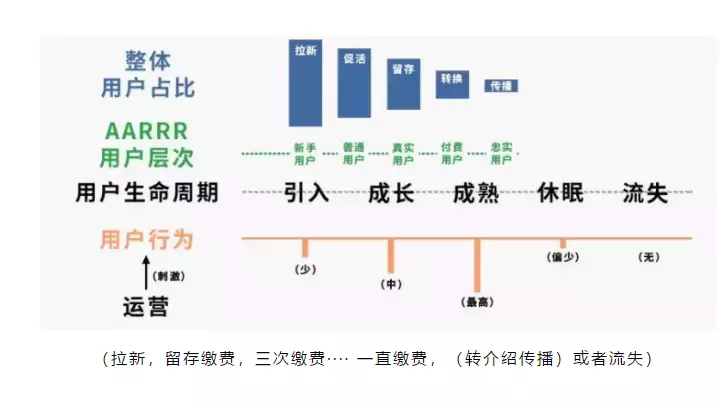 整体
用户占比
拉新
促活
留存
转换
传播
AARRR
用户层次
新手
用户
普通
用户
真实
用户
付费
用户
忠实
用户
用户生命周期
引入
成长
成熟
休眠
流失
用户行为
(少)
(中)
(最高)
(偏少)
(无)
(刺激)
运营
（拉新，留存缴费，三次缴费···· 一直缴费，（转介绍传播）或者流失）